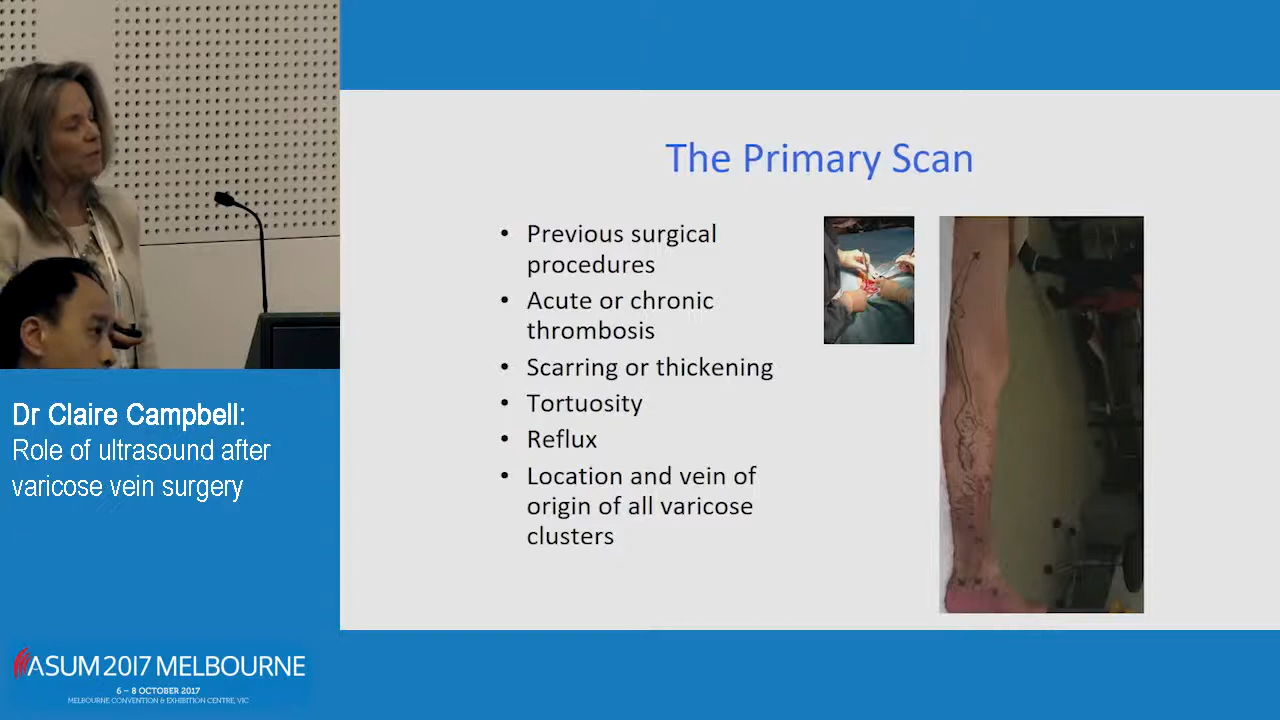 The Primary Scan
• Previous surgical
procedures
• Acute or chronic
thrombosis
• Scarring or thickening
• Tortuosity
• Reflux
• Location and vein of
origin of all varicose
clusters
Dr Claire Campbell:
Role of ultrasound after
varicose vein surgery
ASUM 2017 MELBOURNE
6 – 8 OCTOBER 2017
MELBOURNE CONVENTION & EXHIBITION CENTRE, VIC